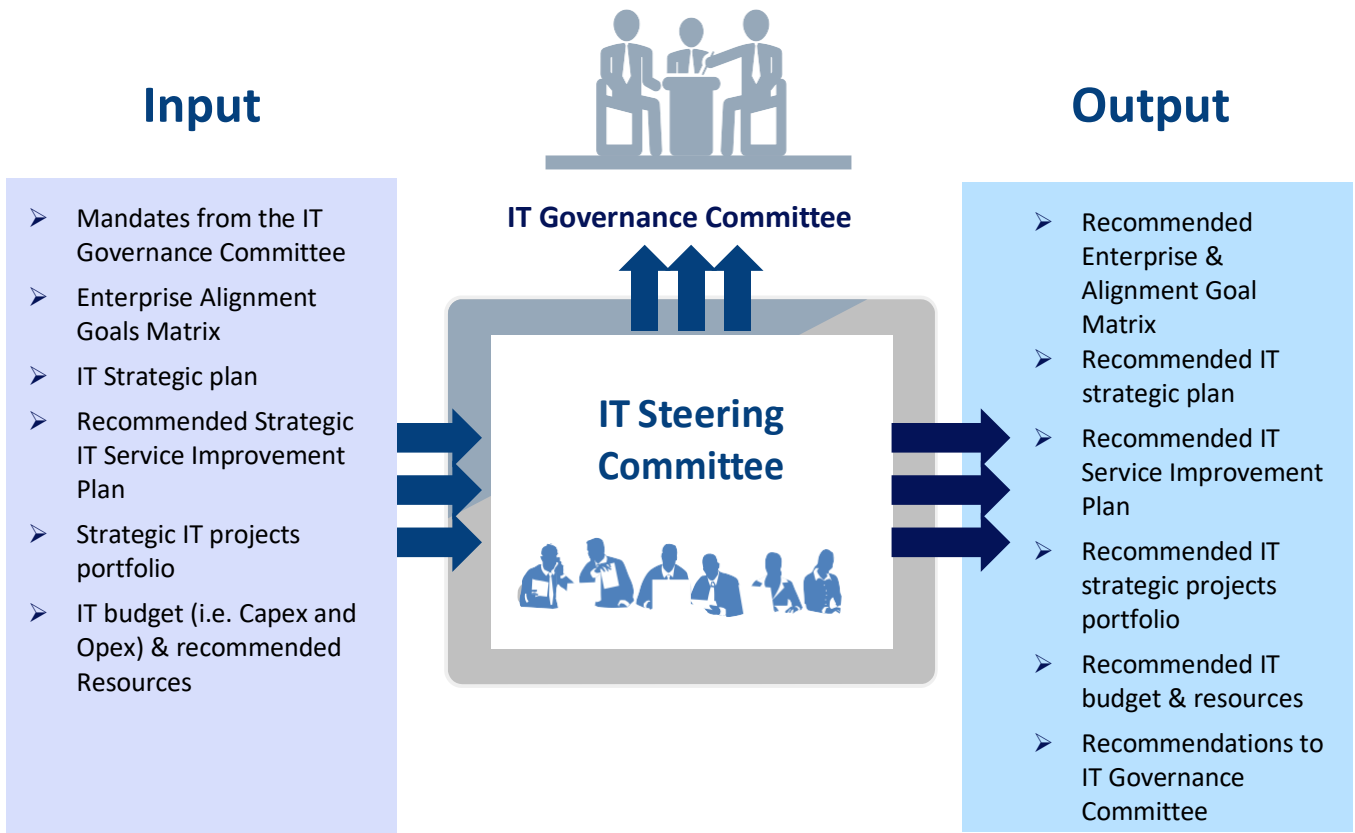 Input
➢ Mandates from the IT
Governance Committee
➢ Enterprise Alignment
Goals Matrix
➢ IT Strategic plan
➢ Recommended Strategic
IT Service Improvement
Plan
➢ Strategic IT projects
portfolio
➢ IT budget (i.e. Capex and
Opex) & recommended
Resources
IT Governance Committee
IT Steering
Committee
Output
➢ Recommended
Enterprise &
Alignment Goal
Matrix
➢ Recommended IT
strategic plan
➢ Recommended IT
Service Improvement
Plan
➢ Recommended IT
strategic projects
portfolio
➢ Recommended IT
budget & resources
➢ Recommendations to
IT Governance
Committee